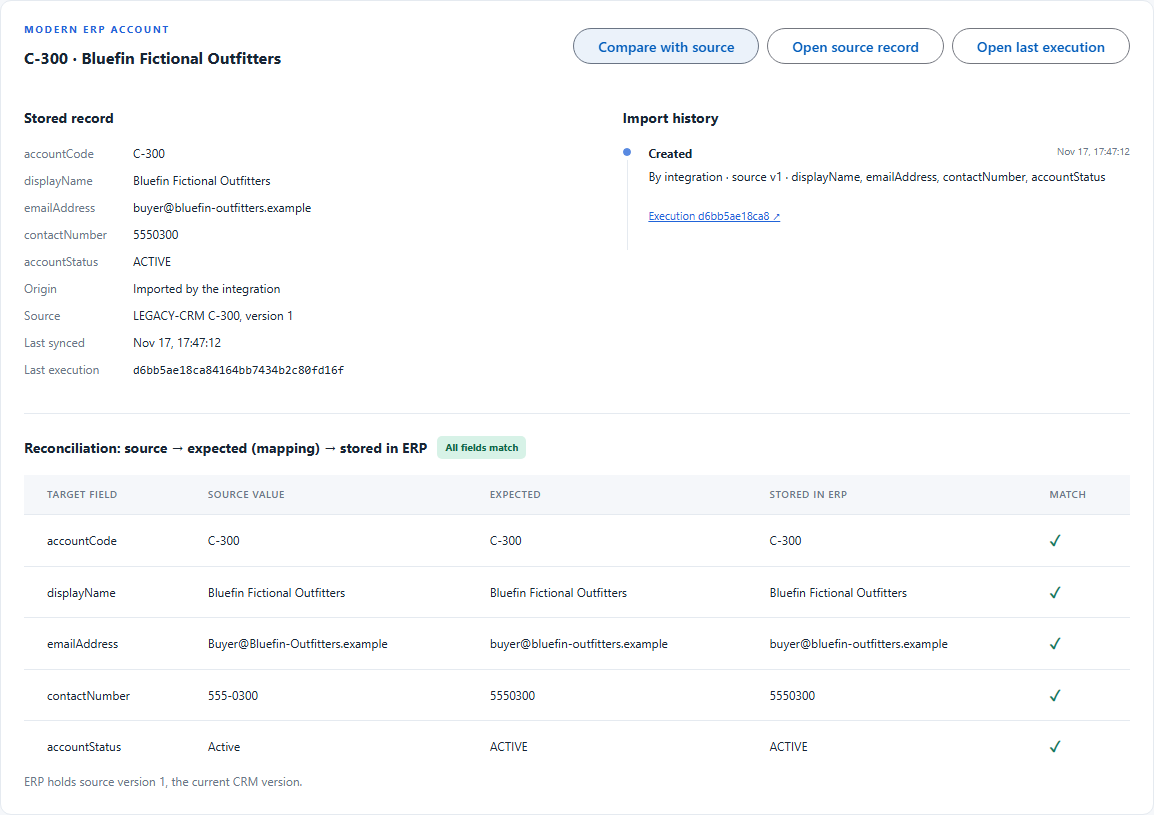 MODERN ERP ACCOUNT
C-300 · Bluefin Fictional Outfitters
Compare with source
Open source record
Open last execution
Stored record
accountCode C-300
displayName Bluefin Fictional Outfitters
emailAddress buyer@bluefin-outfitters.example
contactNumber 5550300
accountStatus ACTIVE
Origin Imported by the integration
Source LEGACY-CRM C-300, version 1
Last synced Nov 17, 17:47:12
Last execution d6bb5ae18ca84164bb7434b2c80fd16f
Import history
Created Nov 17, 17:47:12
By integration · source v1 · displayName, emailAddress, contactNumber, accountStatus
Execution d6bb5ae18ca8 ↗
Reconciliation: source → expected (mapping) → stored in ERP All fields match
TARGET FIELD SOURCE VALUE EXPECTED STORED IN ERP MATCH
accountCode C-300 C-300 C-300 ✓
displayName Bluefin Fictional Outfitters Bluefin Fictional Outfitters Bluefin Fictional Outfitters ✓
emailAddress Buyer@Bluefin-Outfitters.example buyer@bluefin-outfitters.example buyer@bluefin-outfitters.example ✓
contactNumber 555-0300 5550300 5550300 ✓
accountStatus Active ACTIVE ACTIVE ✓
ERP holds source version 1, the current CRM version.